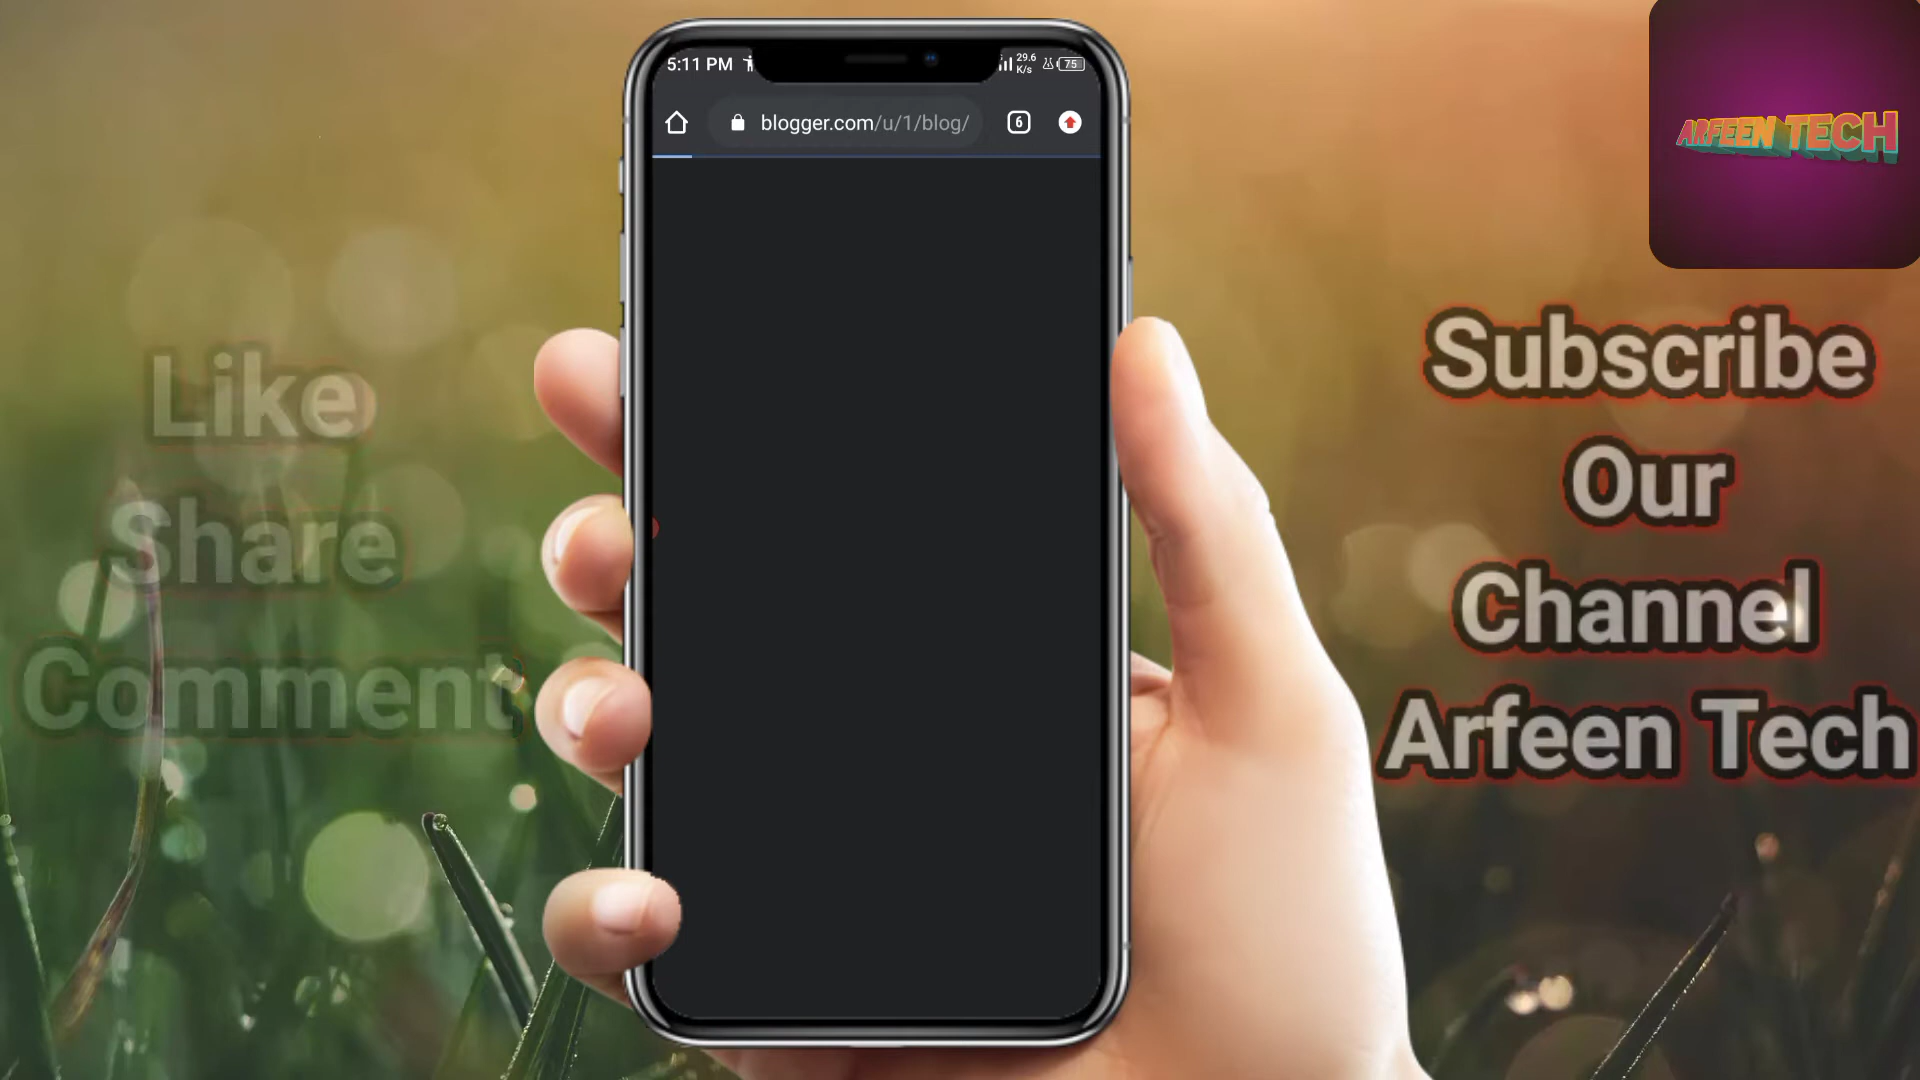 5:11 PM
29.6
K/s
75
blogger.com/u/1/blog/
6
ARFEEN TECH
Like
Share
Comment
Subscribe
Our
Channel
Arfeen Tech